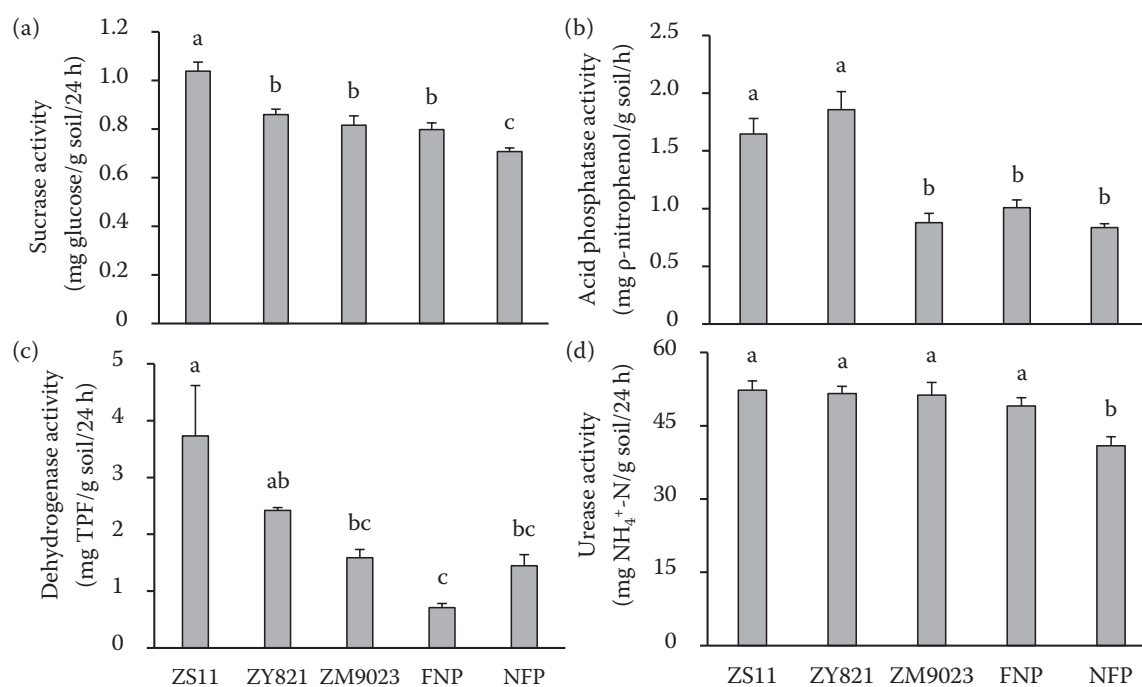 (a)
Sucrase activity
(mg glucose/g soil/24 h)
1.2
1.0
0.8
0.6
0.4
0.2
0
a
b
b
b
c
(b)
Acid phosphatase activity
(mg ρ-nitrophenol/g soil/h)
2.5
2.0
1.5
1.0
0.5
0.0
a
a
b
b
b
(c)
Dehydrogenase activity
(mg TPF/g soil/24 h)
5
4
3
2
1
0
a
ab
bc
c
bc
ZS11 ZY821 ZM9023 FNP NFP
(d)
Urease activity
(mg NH₄⁺-N/g soil/24 h)
60
45
30
15
0
a
a
a
a
b
ZS11 ZY821 ZM9023 FNP NFP